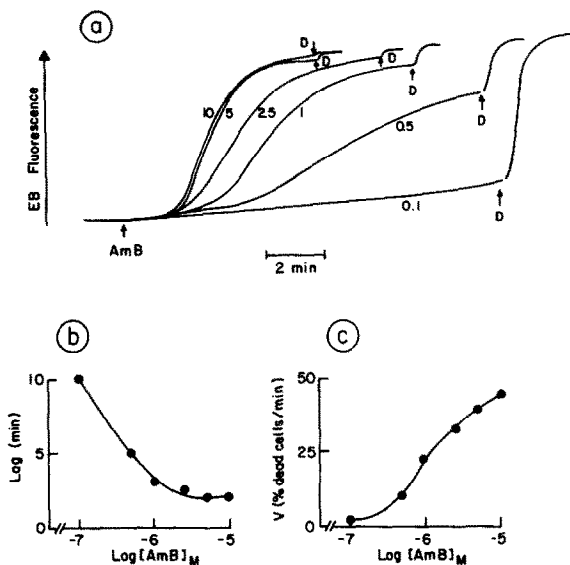 a
EB Fluorescence
D
D
D
D
D
D
10
5
2.5
1
0.5
0.1
AmB
2 min
b
Lag (min)
10
5
0
-7
-6
-5
Log [AmB]M
c
V (% dead cells/min)
50
25
0
-7
-6
-5
Log [AmB]M